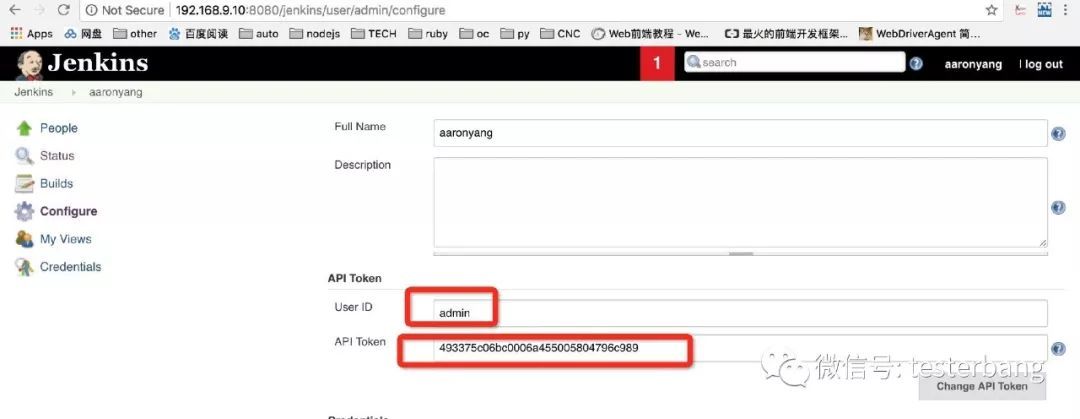 Not Secure 192.168.9.10:8080/jenkins/user/admin/configure
Apps 网盘 other 百度阅读 auto nodejs TECH ruby oc py CNC Web前端教程 - We... 最火的前端开发框架... WebDriverAgent 简...
Jenkins 1 search aaronyang | log out
Jenkins aaronyang
People
Status
Builds
Configure
My Views
Credentials
Full Name aaronyang
Description
API Token
User ID admin
API Token 493375c06bc0006a455005804796c989
微信号: testerbang
Change API Token
Credentials